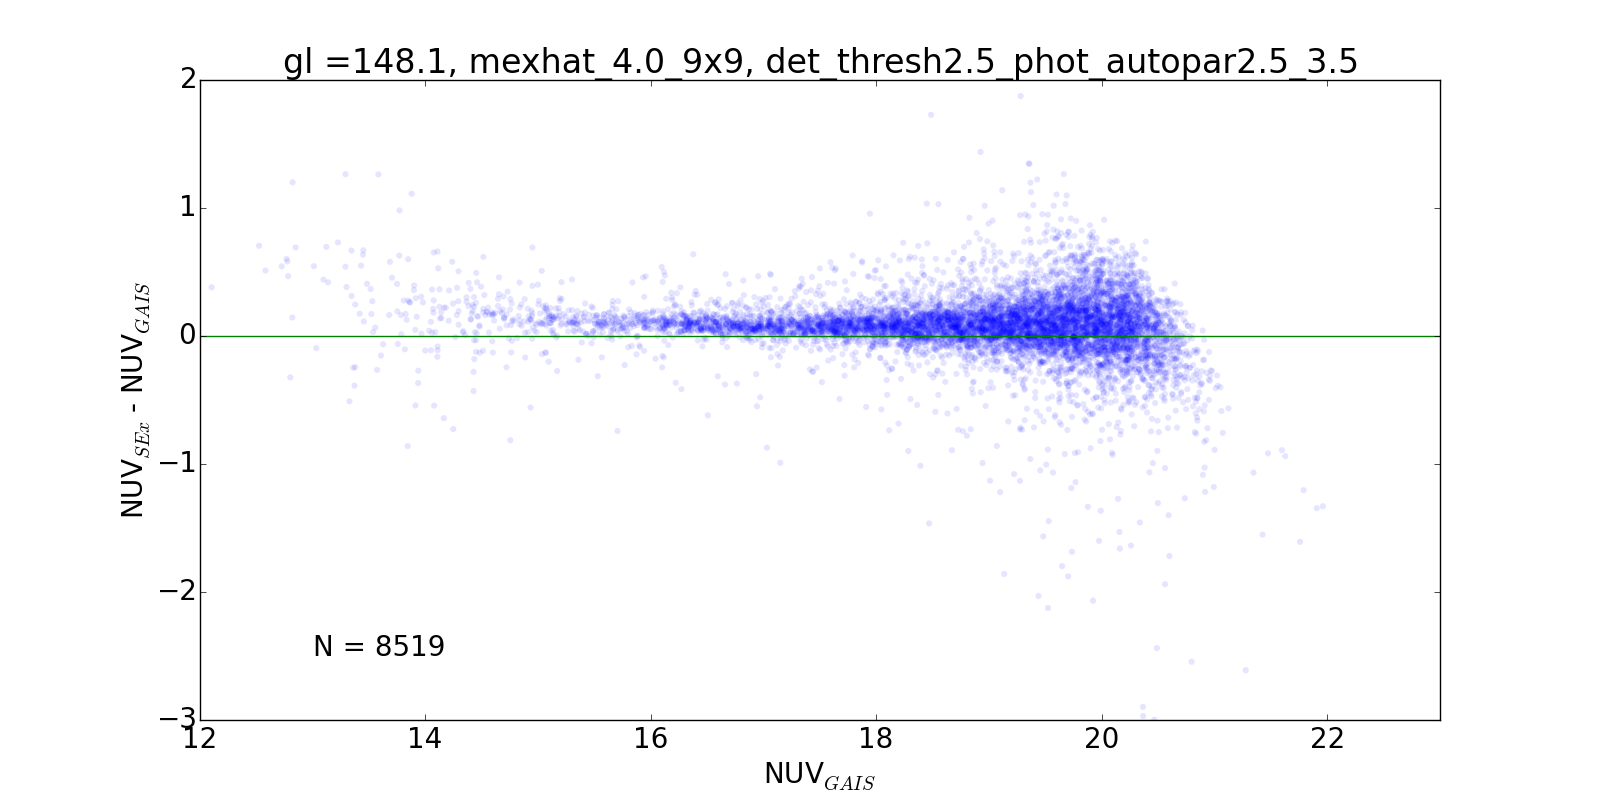 gl =148.1, mexhat_4.0_9x9, det_thresh2.5_phot_autopar2.5_3.5
2
1
0
−1
−2
−3
NUV_SEx - NUV_GAIS
N = 8519
12 14 16 18 20 22
NUV_GAIS